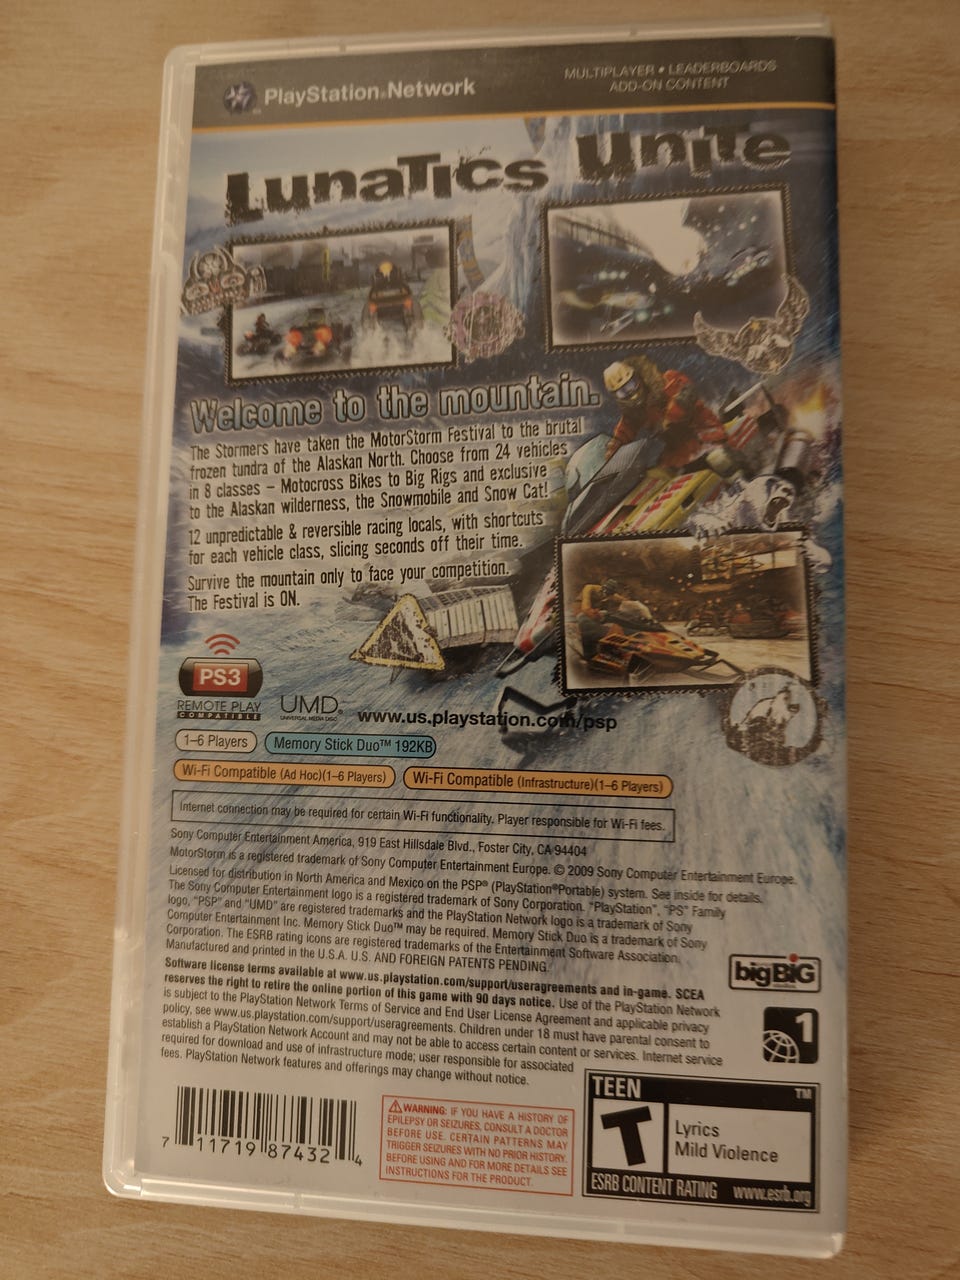 PlayStation®Network
MULTIPLAYER • LEADERBOARDS
ADD-ON CONTENT
Lunatics Unite
Welcome to the mountain.
The Stormers have taken the MotorStorm Festival to the brutal
frozen tundra of the Alaskan North. Choose from 24 vehicles
in 8 classes – Motocross Bikes to Big Rigs and exclusive
to the Alaskan wilderness, the Snowmobile and Snow Cat!
12 unpredictable & reversible racing locals, with shortcuts
for each vehicle class, slicing seconds off their time.
Survive the mountain only to face your competition.
The Festival is ON.
PS3
REMOTE PLAY
COMPATIBLE
UMD
UNIVERSAL MEDIA DISC
www.us.playstation.com/psp
1–6 Players
Memory Stick Duo™ 192KB
Wi-Fi Compatible (Ad Hoc)(1–6 Players)
Wi-Fi Compatible (Infrastructure)(1–6 Players)
Internet connection may be required for certain Wi-Fi functionality. Player responsible for Wi-Fi fees.
Sony Computer Entertainment America, 919 East Hillsdale Blvd., Foster City, CA 94404
MotorStorm is a registered trademark of Sony Computer Entertainment Europe. © 2009 Sony Computer Entertainment Europe.
Licensed for distribution in North America and Mexico on the PSP® (PlayStation®Portable) system. See inside for details.
The Sony Computer Entertainment logo is a registered trademark of Sony Corporation. "PlayStation", "PS" Family
logo, "PSP" and "UMD" are registered trademarks and the PlayStation Network logo is a trademark of Sony
Computer Entertainment Inc. Memory Stick Duo™ may be required. Memory Stick Duo is a trademark of Sony
Corporation. The ESRB rating icons are registered trademarks of the Entertainment Software Association.
Manufactured and printed in the U.S.A. U.S. AND FOREIGN PATENTS PENDING.
Software license terms available at www.us.playstation.com/support/useragreements and in-game. SCEA
reserves the right to retire the online portion of this game with 90 days notice. Use of the PlayStation Network
is subject to the PlayStation Network Terms of Service and End User License Agreement and applicable privacy
policy, see www.us.playstation.com/support/useragreements. Children under 18 must have parental consent to
establish a PlayStation Network Account and may not be able to access certain content or services. Internet service
required for download and use of infrastructure mode; user responsible for associated
fees. PlayStation Network features and offerings may change without notice.
bigBIG
1
7 11719 87432 4
WARNING: IF YOU HAVE A HISTORY OF
EPILEPSY OR SEIZURES, CONSULT A DOCTOR
BEFORE USE. CERTAIN PATTERNS MAY
TRIGGER SEIZURES WITH NO PRIOR HISTORY.
BEFORE USING AND FOR MORE DETAILS SEE
INSTRUCTIONS FOR THE PRODUCT.
TEEN
TM
T
Lyrics
Mild Violence
ESRB CONTENT RATING
www.esrb.org